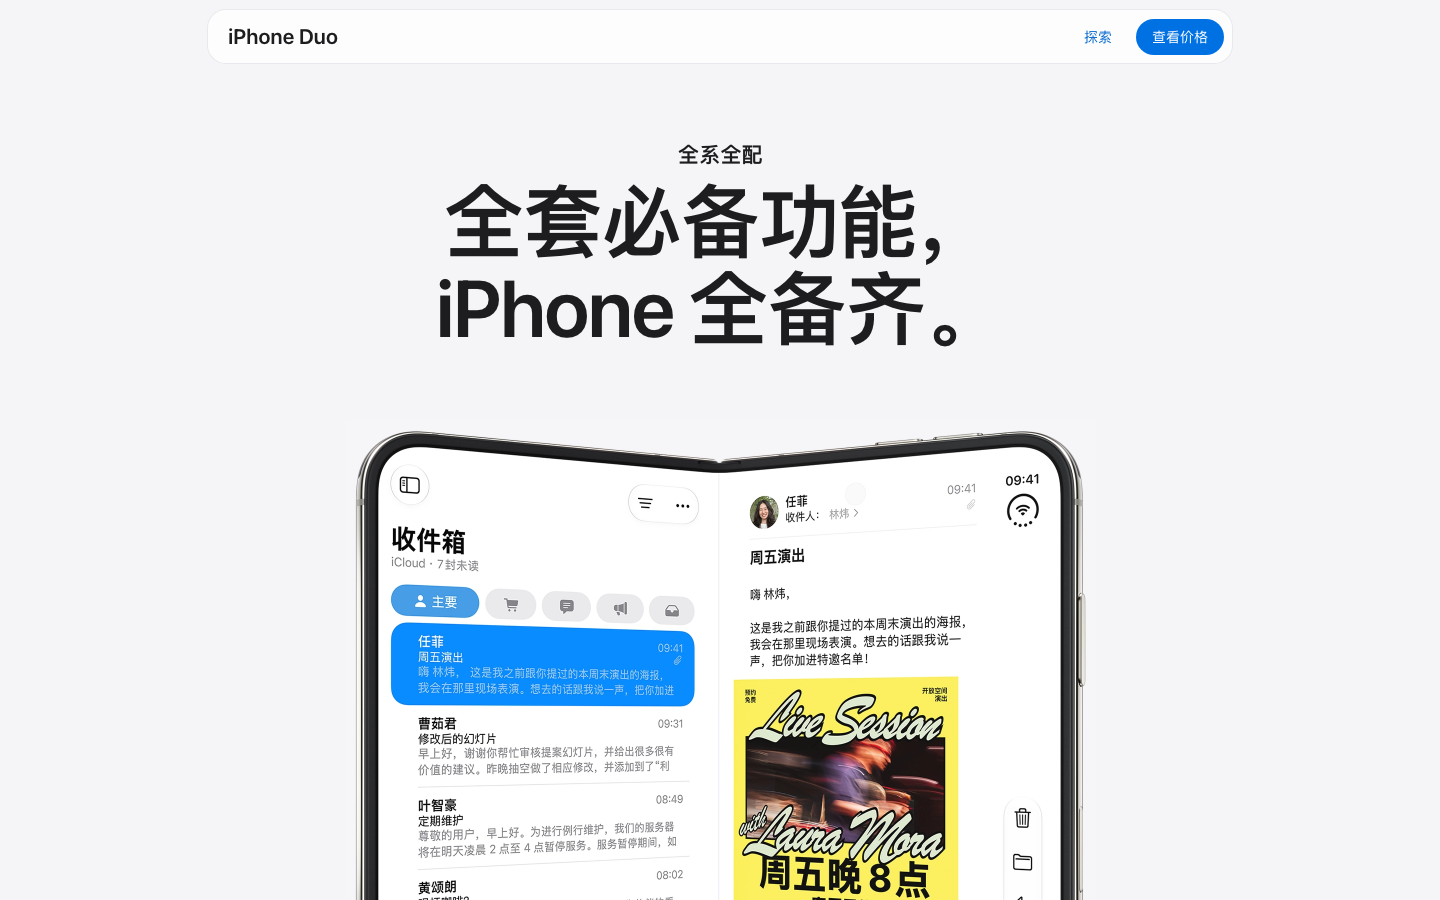 iPhone Duo
探索
查看价格
全系全配
全套必备功能，
iPhone 全备齐。
收件箱
iCloud · 7封未读
主要
任菲
09:41
周五演出
嗨 林炜， 这是我之前跟你提过的本周末演出的海报，
我会在那里现场表演。想去的话跟我说一声，把你加进
曹茹君
09:31
修改后的幻灯片
早上好，谢谢你帮忙审核提案幻灯片，并给出很多很有
价值的建议。昨晚抽空做了相应修改，并添加到了“利
叶智豪
08:49
定期维护
尊敬的用户，早上好。为进行例行维护，我们的服务器
将在明天凌晨 2 点至 4 点暂停服务。服务暂停期间，如
黄颂朗
08:02
任菲
收件人： 林炜
09:41
09:41
周五演出
嗨 林炜，
这是我之前跟你提过的本周末演出的海报，
我会在那里现场表演。想去的话跟我说一
声，把你加进特邀名单！
预约
免费
开放空间
演出
Live Session
with
Laura Mora
周五晚 8 点